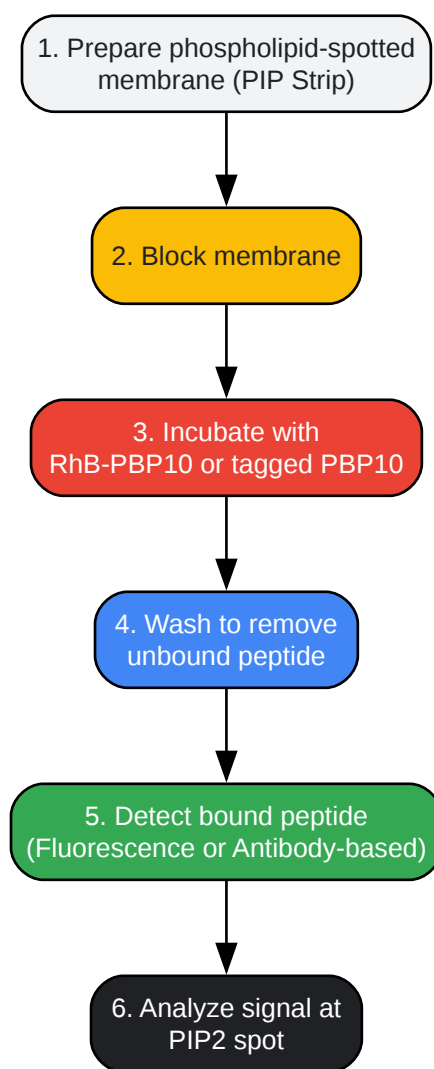 1. Prepare phospholipid-spotted
membrane (PIP Strip)
2. Block membrane
3. Incubate with
RhB-PBP10 or tagged PBP10
4. Wash to remove
unbound peptide
5. Detect bound peptide
(Fluorescence or Antibody-based)
6. Analyze signal at
PIP2 spot